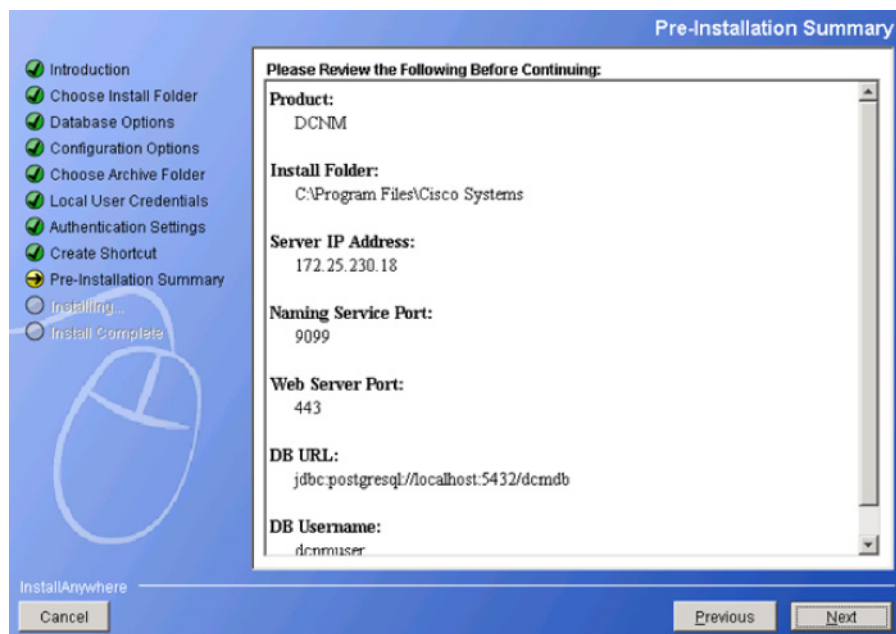 Pre-Installation Summary
Introduction
Choose Install Folder
Database Options
Configuration Options
Choose Archive Folder
Local User Credentials
Authentication Settings
Create Shortcut
Pre-Installation Summary
Installing...
Install Complete
Please Review the Following Before Continuing:
Product:
DCNM
Install Folder:
C:\Program Files\Cisco Systems
Server IP Address:
172.25.230.18
Naming Service Port:
9099
Web Server Port:
443
DB URL:
jdbc:postgresql://localhost:5432/dcmdb
DB Username:
dcnmuser
InstallAnywhere
Cancel
Previous
Next